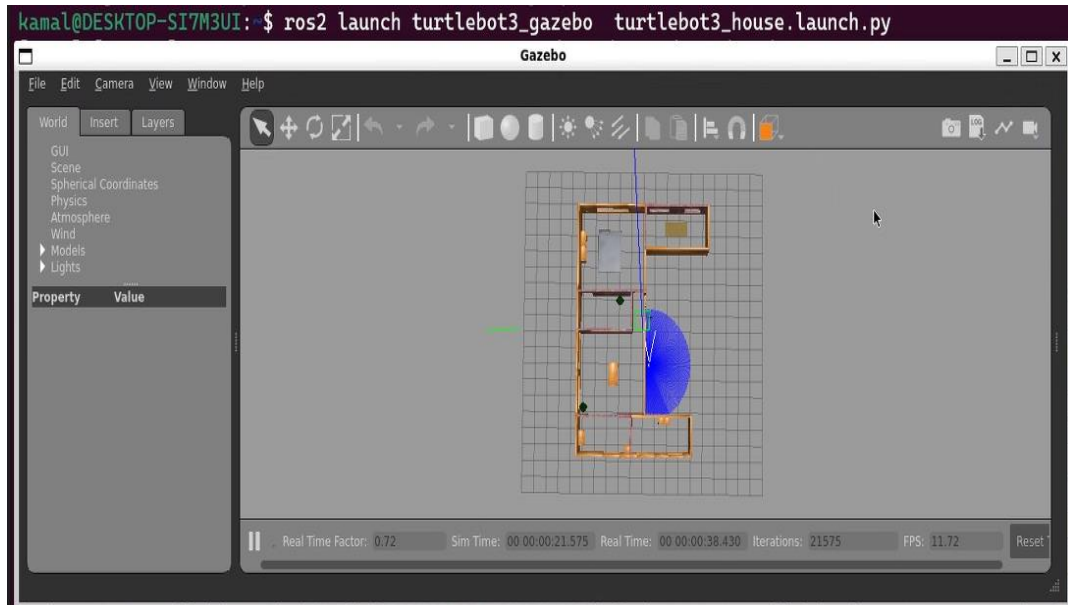 kamal@DESKTOP-SI7M3UI:~$ ros2 launch turtlebot3_gazebo  turtlebot3_house.launch.py
Gazebo
File Edit Camera View Window Help
World Insert Layers
GUI
Scene
Spherical Coordinates
Physics
Atmosphere
Wind
Models
Lights
Property Value
LOG
Real Time Factor: 0.72 Sim Time: 00 00:00:21.575 Real Time: 00 00:00:38.430 Iterations: 21575 FPS: 11.72 Reset